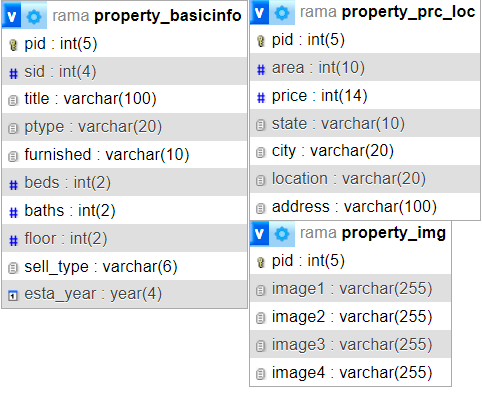 v rama property_basicinfo
pid : int(5)
sid : int(4)
title : varchar(100)
ptype : varchar(20)
furnished : varchar(10)
beds : int(2)
baths : int(2)
floor : int(2)
sell_type : varchar(6)
esta_year : year(4)
v rama property_prc_loc
pid : int(5)
area : int(10)
price : int(14)
state : varchar(10)
city : varchar(20)
location : varchar(20)
address : varchar(100)
v rama property_img
pid : int(5)
image1 : varchar(255)
image2 : varchar(255)
image3 : varchar(255)
image4 : varchar(255)